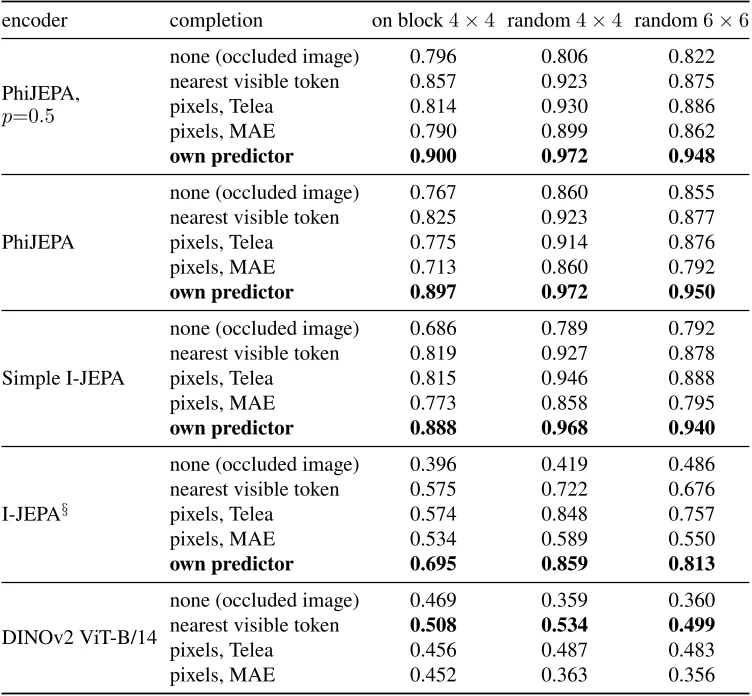 encoder completion on block 4 × 4 random 4 × 4 random 6 × 6
PhiJEPA, p=0.5
none (occluded image) 0.796 0.806 0.822
nearest visible token 0.857 0.923 0.875
pixels, Telea 0.814 0.930 0.886
pixels, MAE 0.790 0.899 0.862
own predictor 0.900 0.972 0.948
PhiJEPA
none (occluded image) 0.767 0.860 0.855
nearest visible token 0.825 0.923 0.877
pixels, Telea 0.775 0.914 0.876
pixels, MAE 0.713 0.860 0.792
own predictor 0.897 0.972 0.950
Simple I-JEPA
none (occluded image) 0.686 0.789 0.792
nearest visible token 0.819 0.927 0.878
pixels, Telea 0.815 0.946 0.888
pixels, MAE 0.773 0.858 0.795
own predictor 0.888 0.968 0.940
I-JEPA§
none (occluded image) 0.396 0.419 0.486
nearest visible token 0.575 0.722 0.676
pixels, Telea 0.574 0.848 0.757
pixels, MAE 0.534 0.589 0.550
own predictor 0.695 0.859 0.813
DINOv2 ViT-B/14
none (occluded image) 0.469 0.359 0.360
nearest visible token 0.508 0.534 0.499
pixels, Telea 0.456 0.487 0.483
pixels, MAE 0.452 0.363 0.356